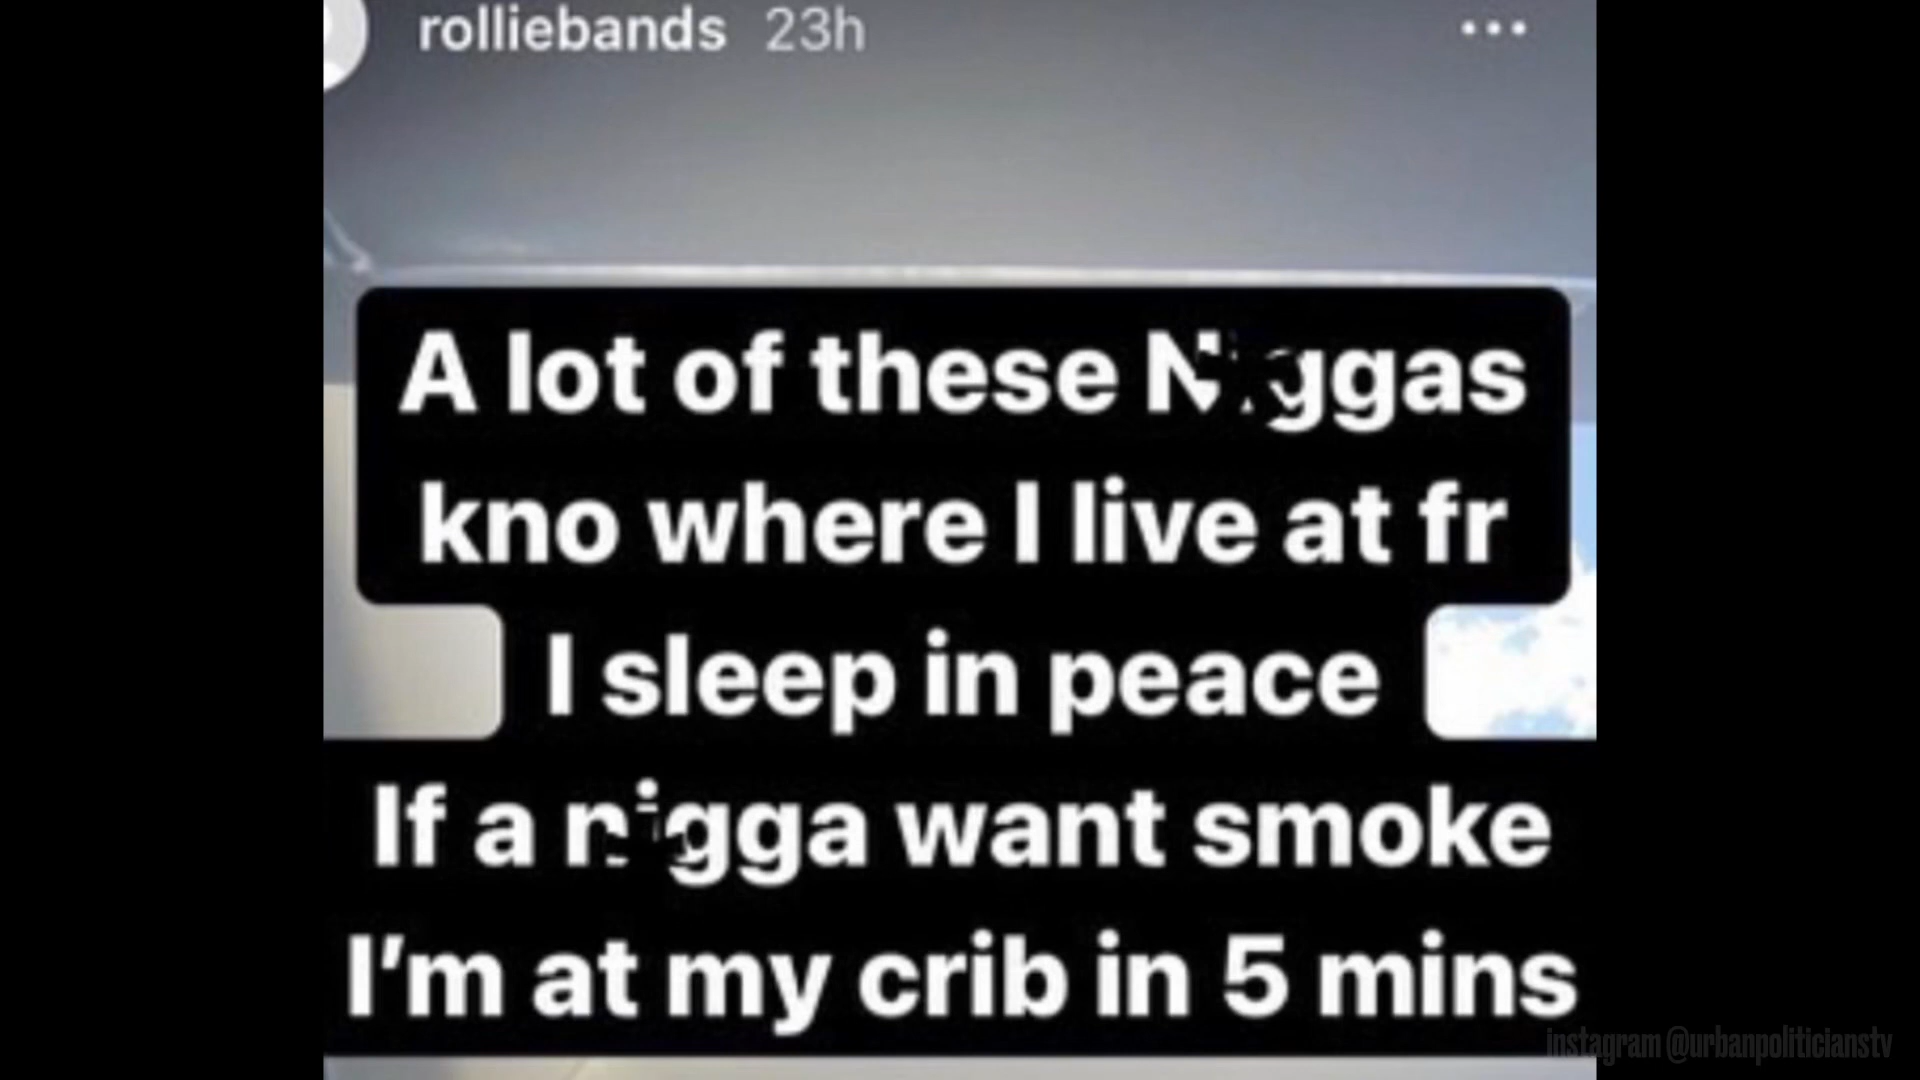 rolliebands 23h
A lot of these Niggas
kno where I live at fr
I sleep in peace
If a nigga want smoke
I'm at my crib in 5 mins
instagram @urbanpoliticianstv